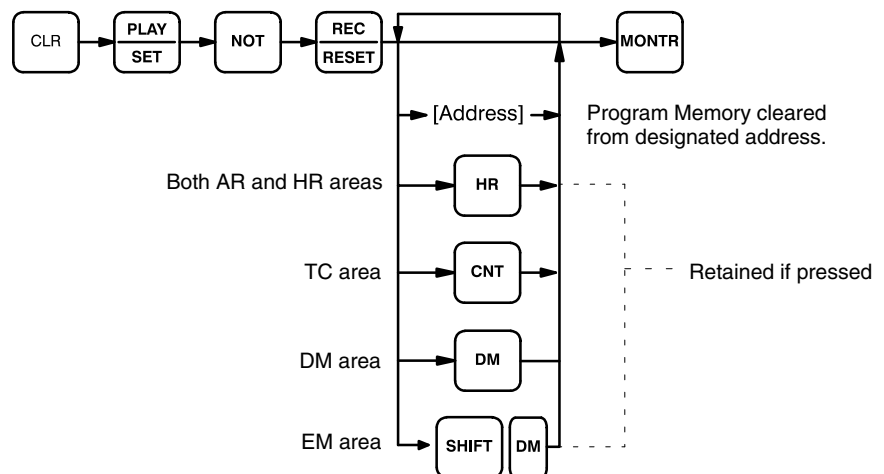 CLR
PLAY
SET
NOT
REC
RESET
MONTR
[Address]
Program Memory cleared
from designated address.
Both AR and HR areas
HR
TC area
CNT
Retained if pressed
DM area
DM
EM area
SHIFT
DM